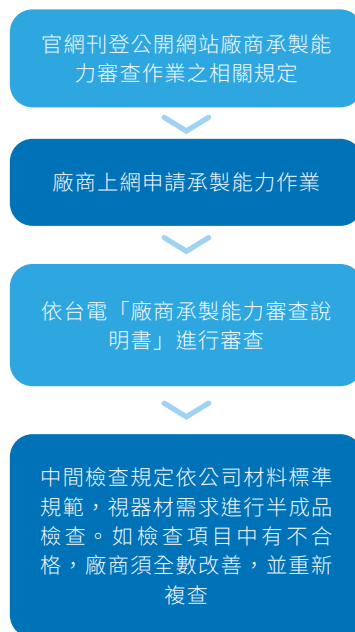 官網刊登公開網站廠商承製能
力審查作業之相關規定
廠商上網申請承製能力作業
依台電「廠商承製能力審查說
明書」進行審查
中間檢查規定依公司材料標準
規範，視器材需求進行半成品
檢查。如檢查項目中有不合
格，廠商須全數改善，並重新
複查